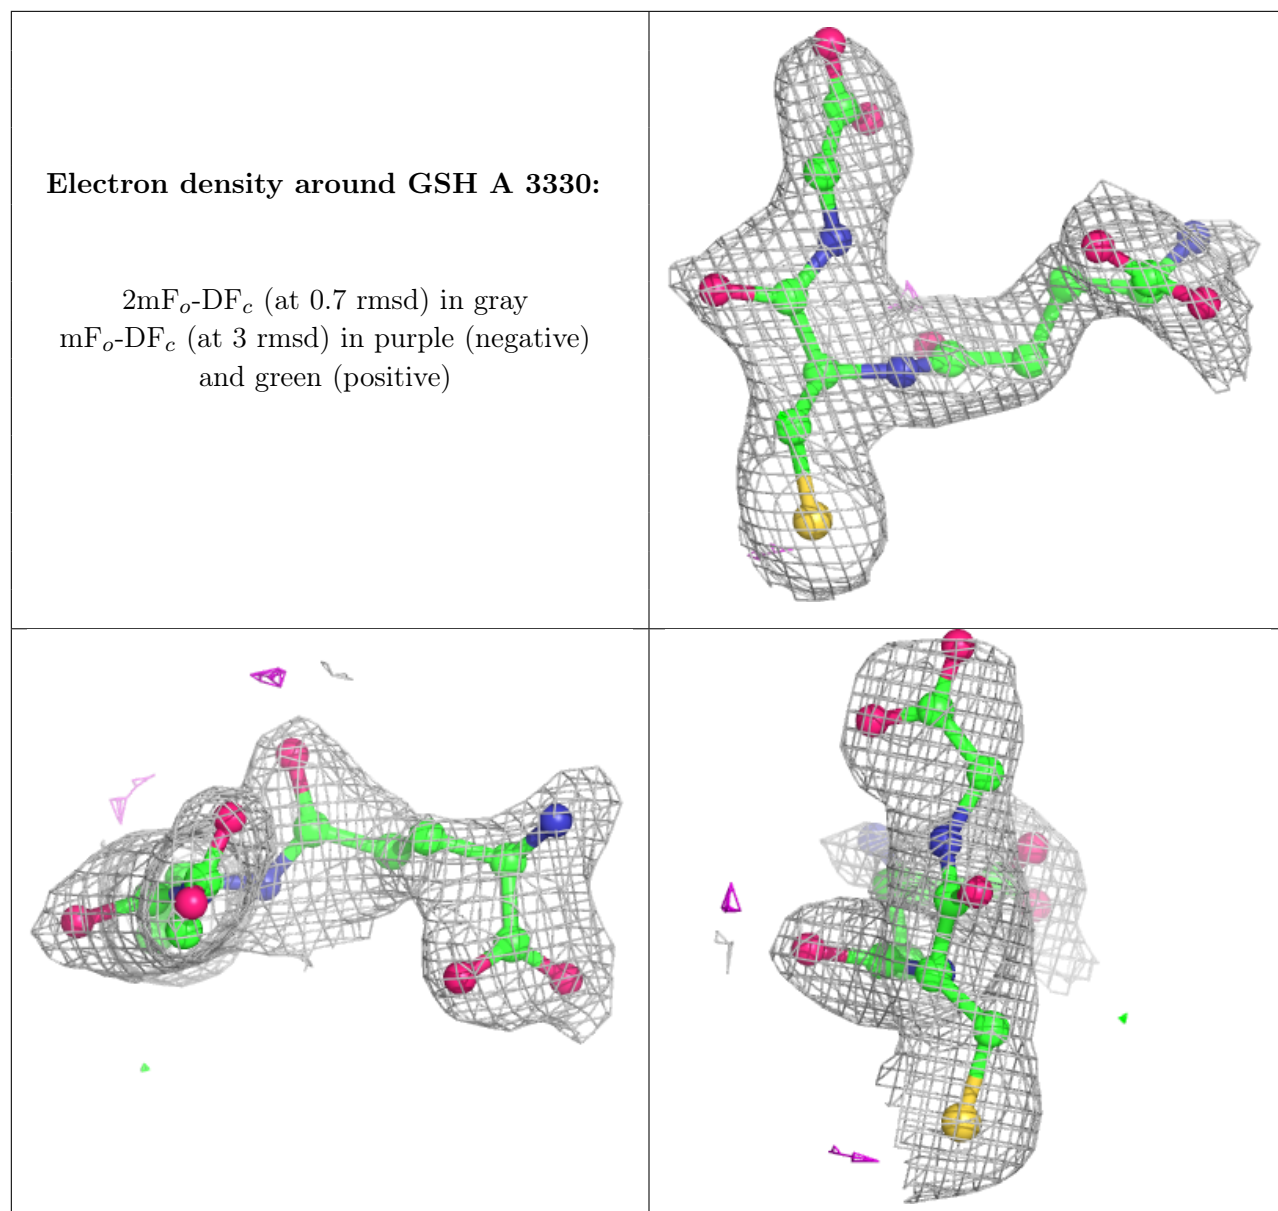 Electron density around GSH A 3330:
2mFₒ-DF𝒸 (at 0.7 rmsd) in gray
mFₒ-DF𝒸 (at 3 rmsd) in purple (negative)
and green (positive)